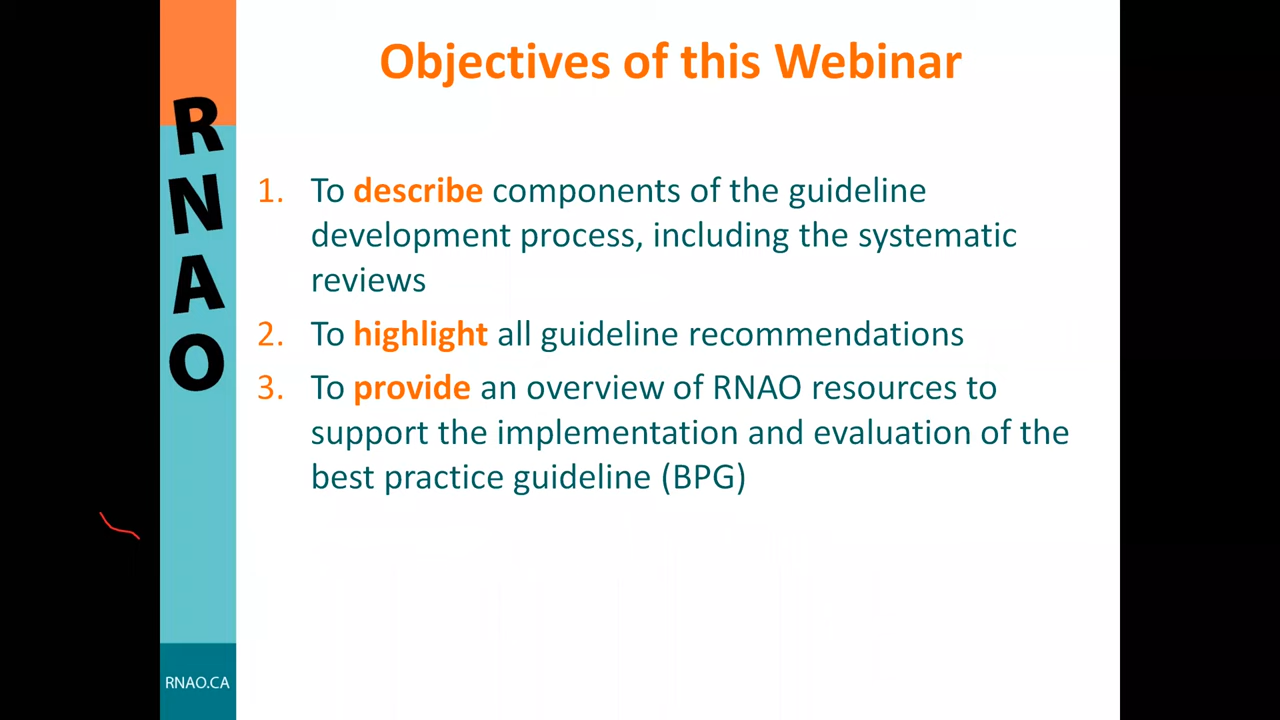 Objectives of this Webinar
RNAO
1. To describe components of the guideline
development process, including the systematic
reviews
2. To highlight all guideline recommendations
3. To provide an overview of RNAO resources to
support the implementation and evaluation of the
best practice guideline (BPG)
RNAO.CA